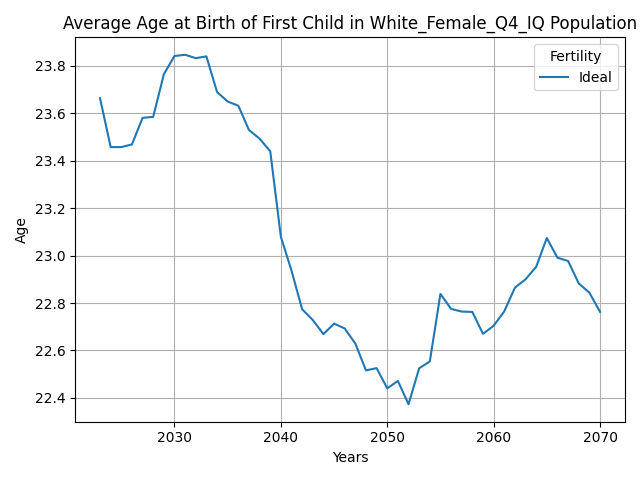 Average Age at Birth of First Child in White_Female_Q4_IQ Population
Fertility
Ideal
23.8
23.6
23.4
23.2
23.0
22.8
22.6
22.4
Age
2030 2040 2050 2060 2070
Years